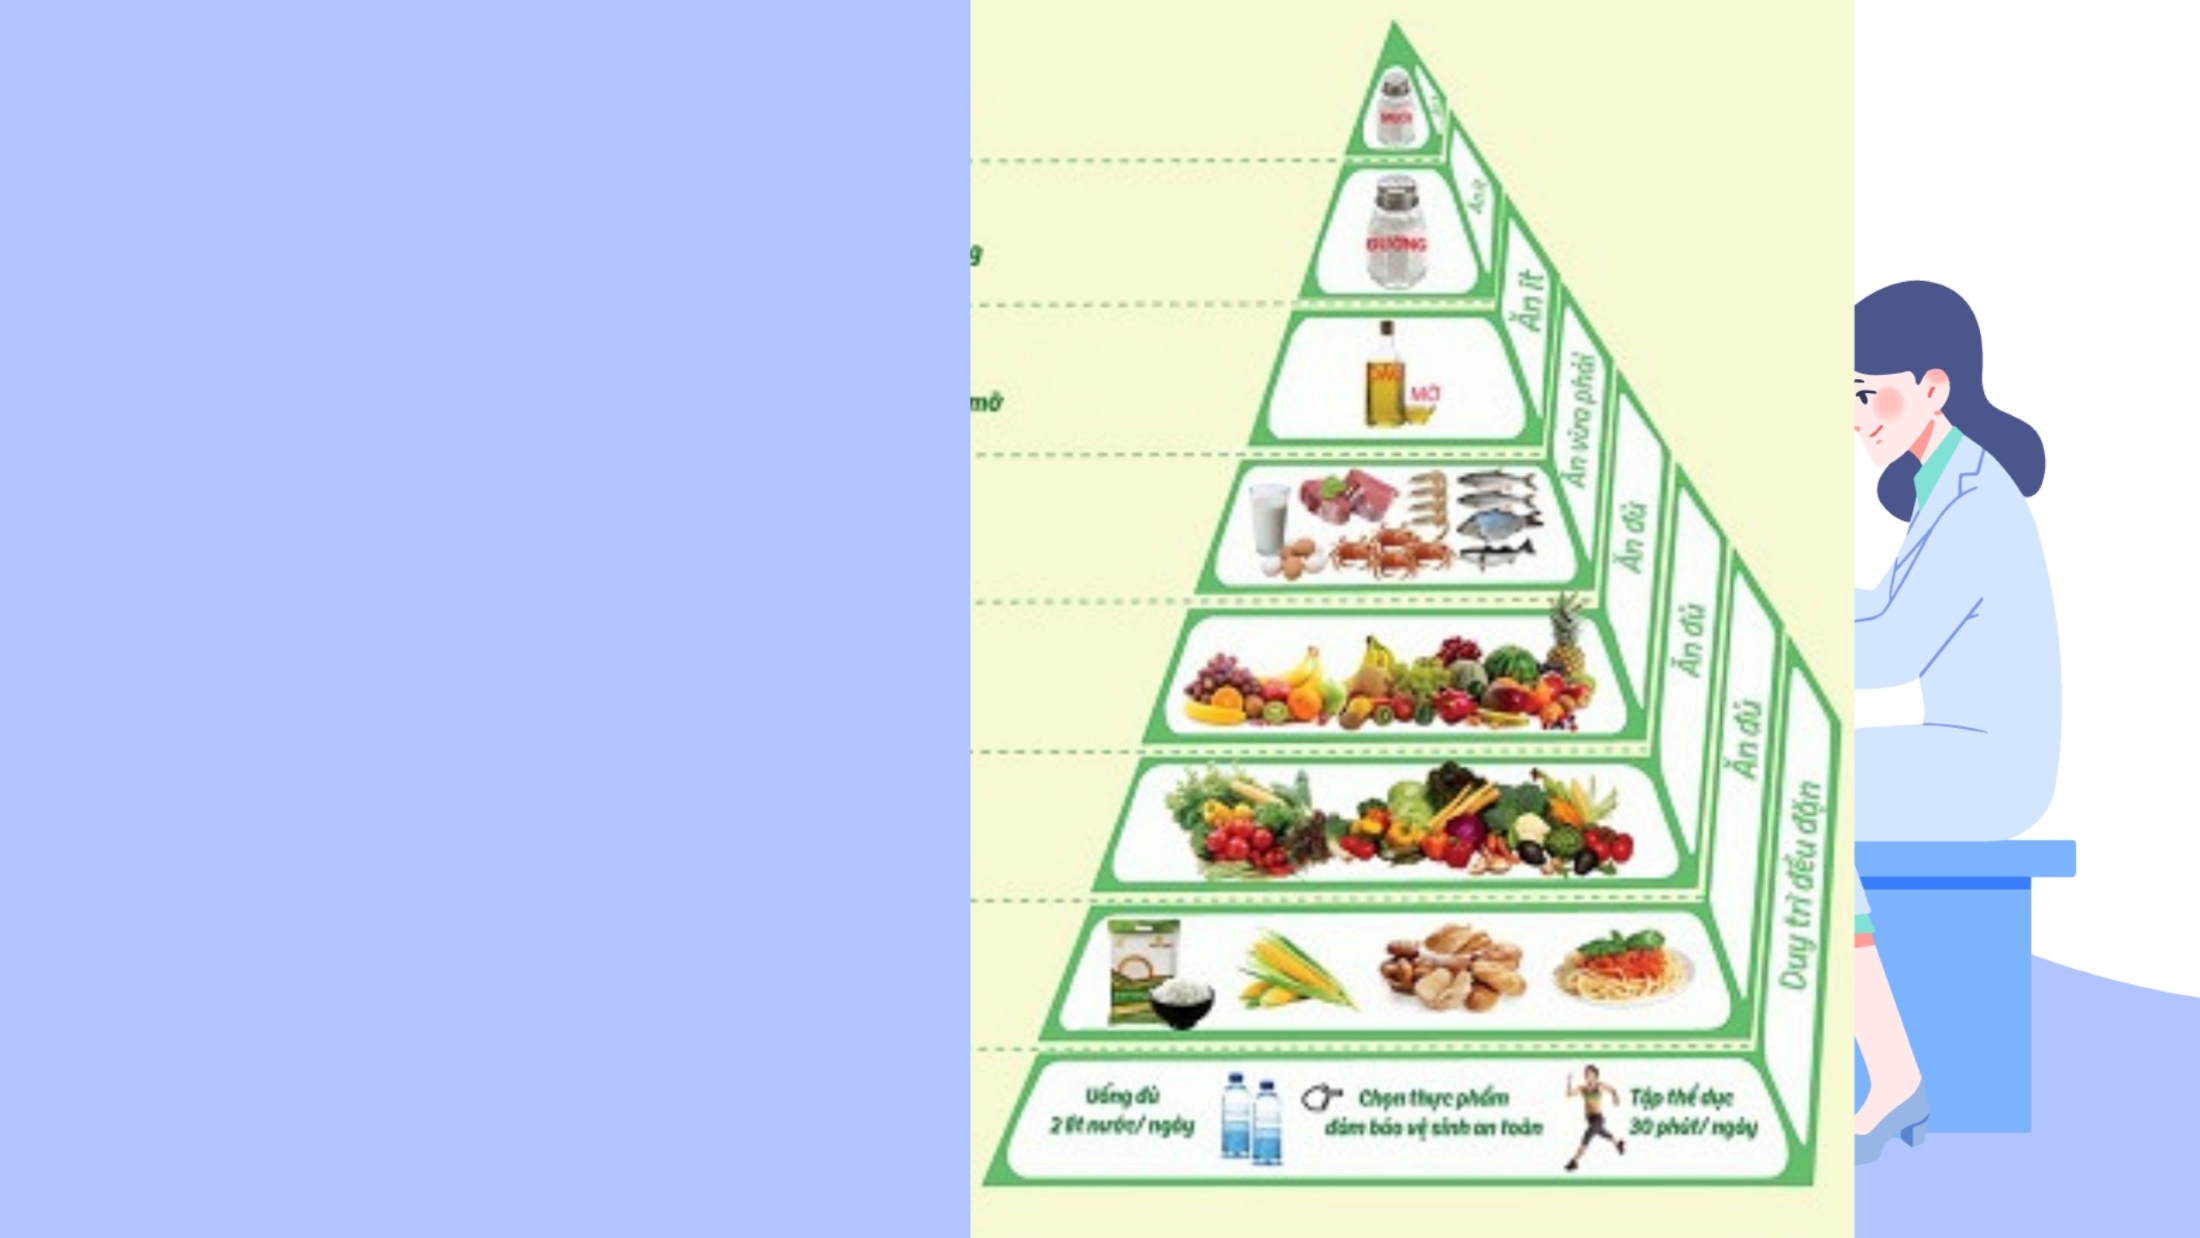 MUỐI
Ăn ít
g
ĐƯỜNG
Ăn ít
mỡ
DẦU
MỠ
Ăn vừa phải
Ăn đủ
Ăn đủ
Ăn đủ
Duy trì đều đặn
Uống đủ
2 lít nước/ ngày
Chọn thực phẩm
đảm bảo vệ sinh an toàn
Tập thể dục
30 phút/ ngày